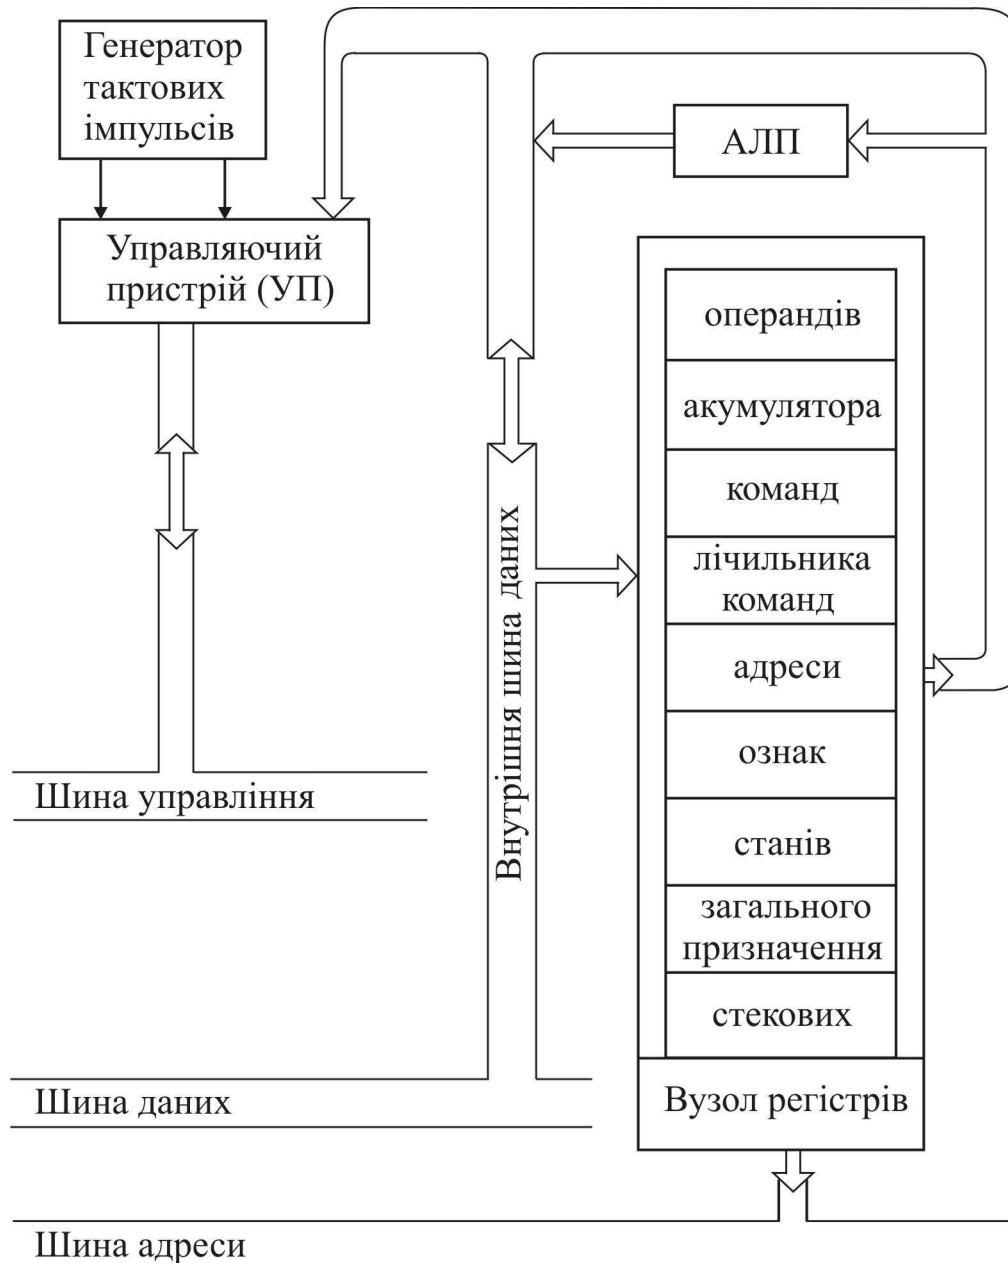 Генератор
тактових
імпульсів
АЛП
Управляючий
пристрій (УП)
операндів
акумулятора
команд
лічильника
команд
адреси
ознак
станів
загального
призначення
стекових
Вузол регістрів
Внутрішня шина даних
Шина управління
Шина даних
Шина адреси